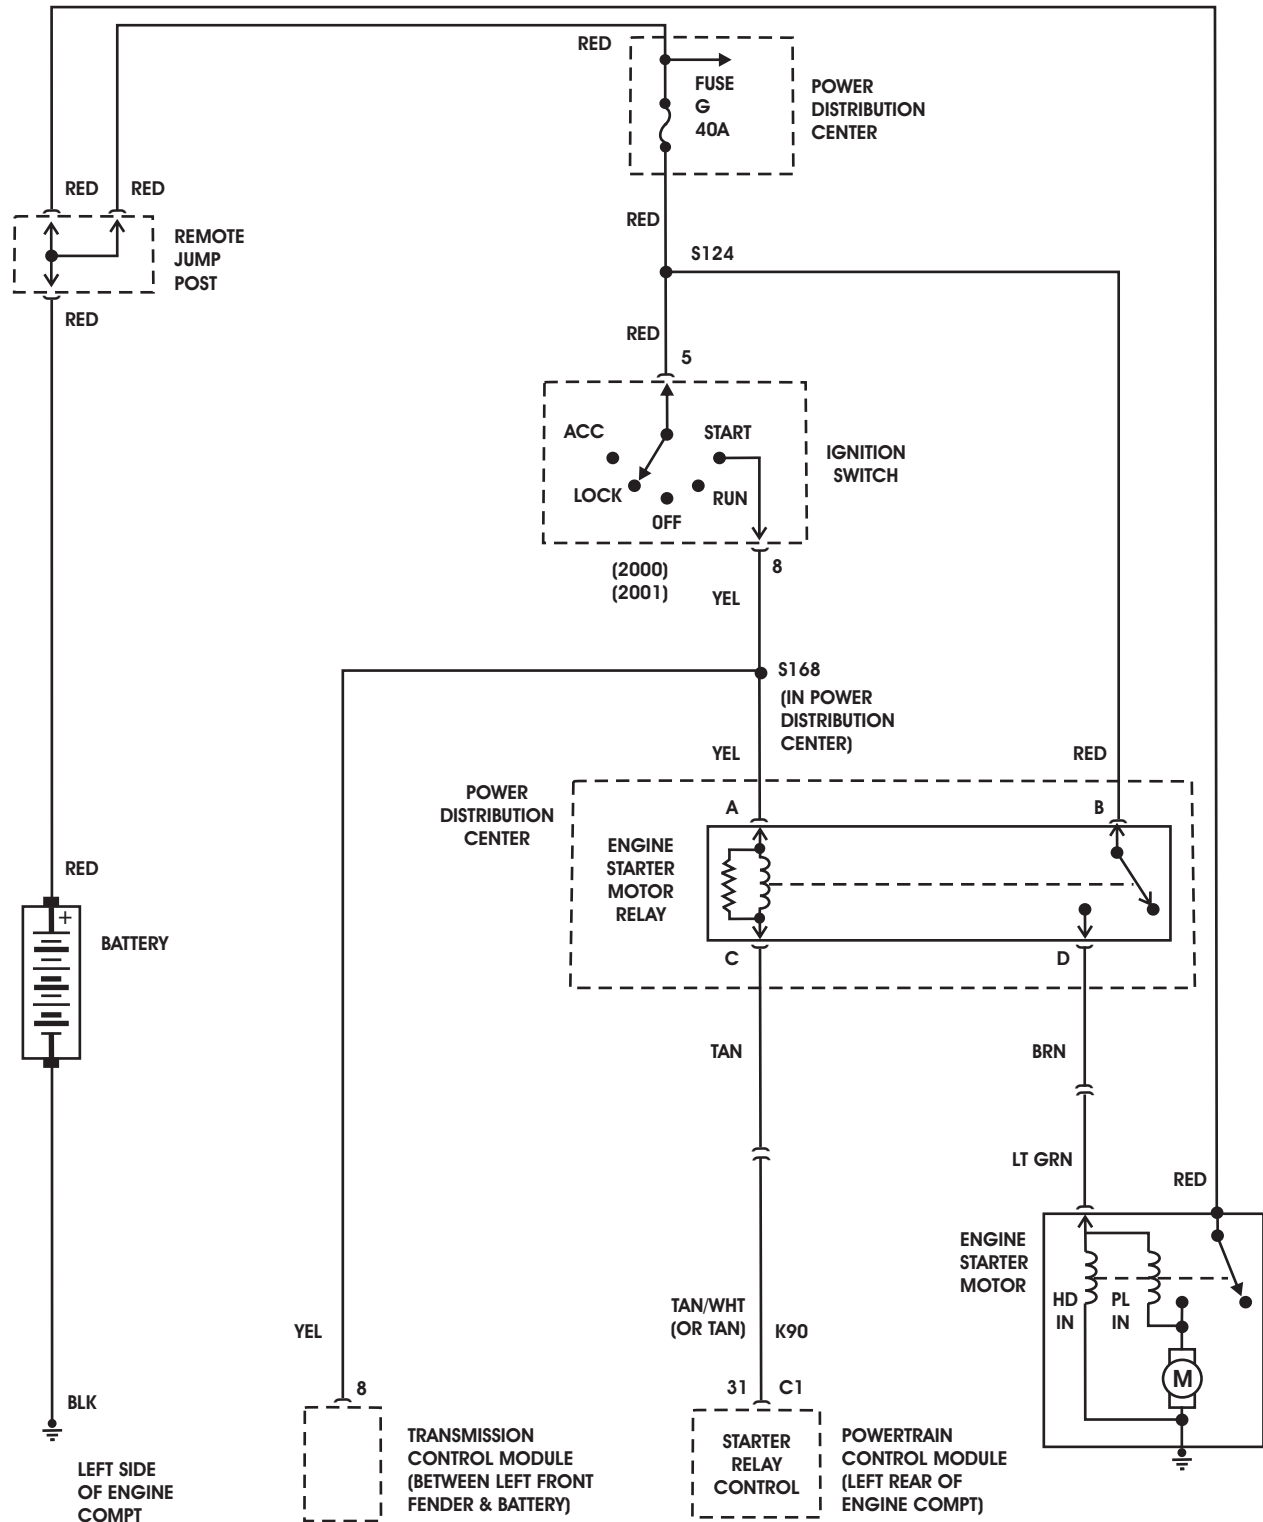 RED
FUSE
G
40A
POWER
DISTRIBUTION
CENTER
RED
RED
REMOTE
JUMP
POST
RED
RED
S124
RED
5
ACC
START
LOCK
RUN
OFF
IGNITION
SWITCH
(2000)
(2001)
8
YEL
S168
(IN POWER
DISTRIBUTION
CENTER)
YEL
RED
POWER
DISTRIBUTION
CENTER
A
B
ENGINE
STARTER
MOTOR
RELAY
C
D
RED
+
BATTERY
TAN
BRN
LT GRN
RED
ENGINE
STARTER
MOTOR
HD
IN
PL
IN
M
TAN/WHT
(OR TAN)
K90
YEL
8
31
C1
BLK
LEFT SIDE
OF ENGINE
COMPT
TRANSMISSION
CONTROL MODULE
(BETWEEN LEFT FRONT
FENDER & BATTERY)
STARTER
RELAY
CONTROL
POWERTRAIN
CONTROL MODULE
(LEFT REAR OF
ENGINE COMPT)